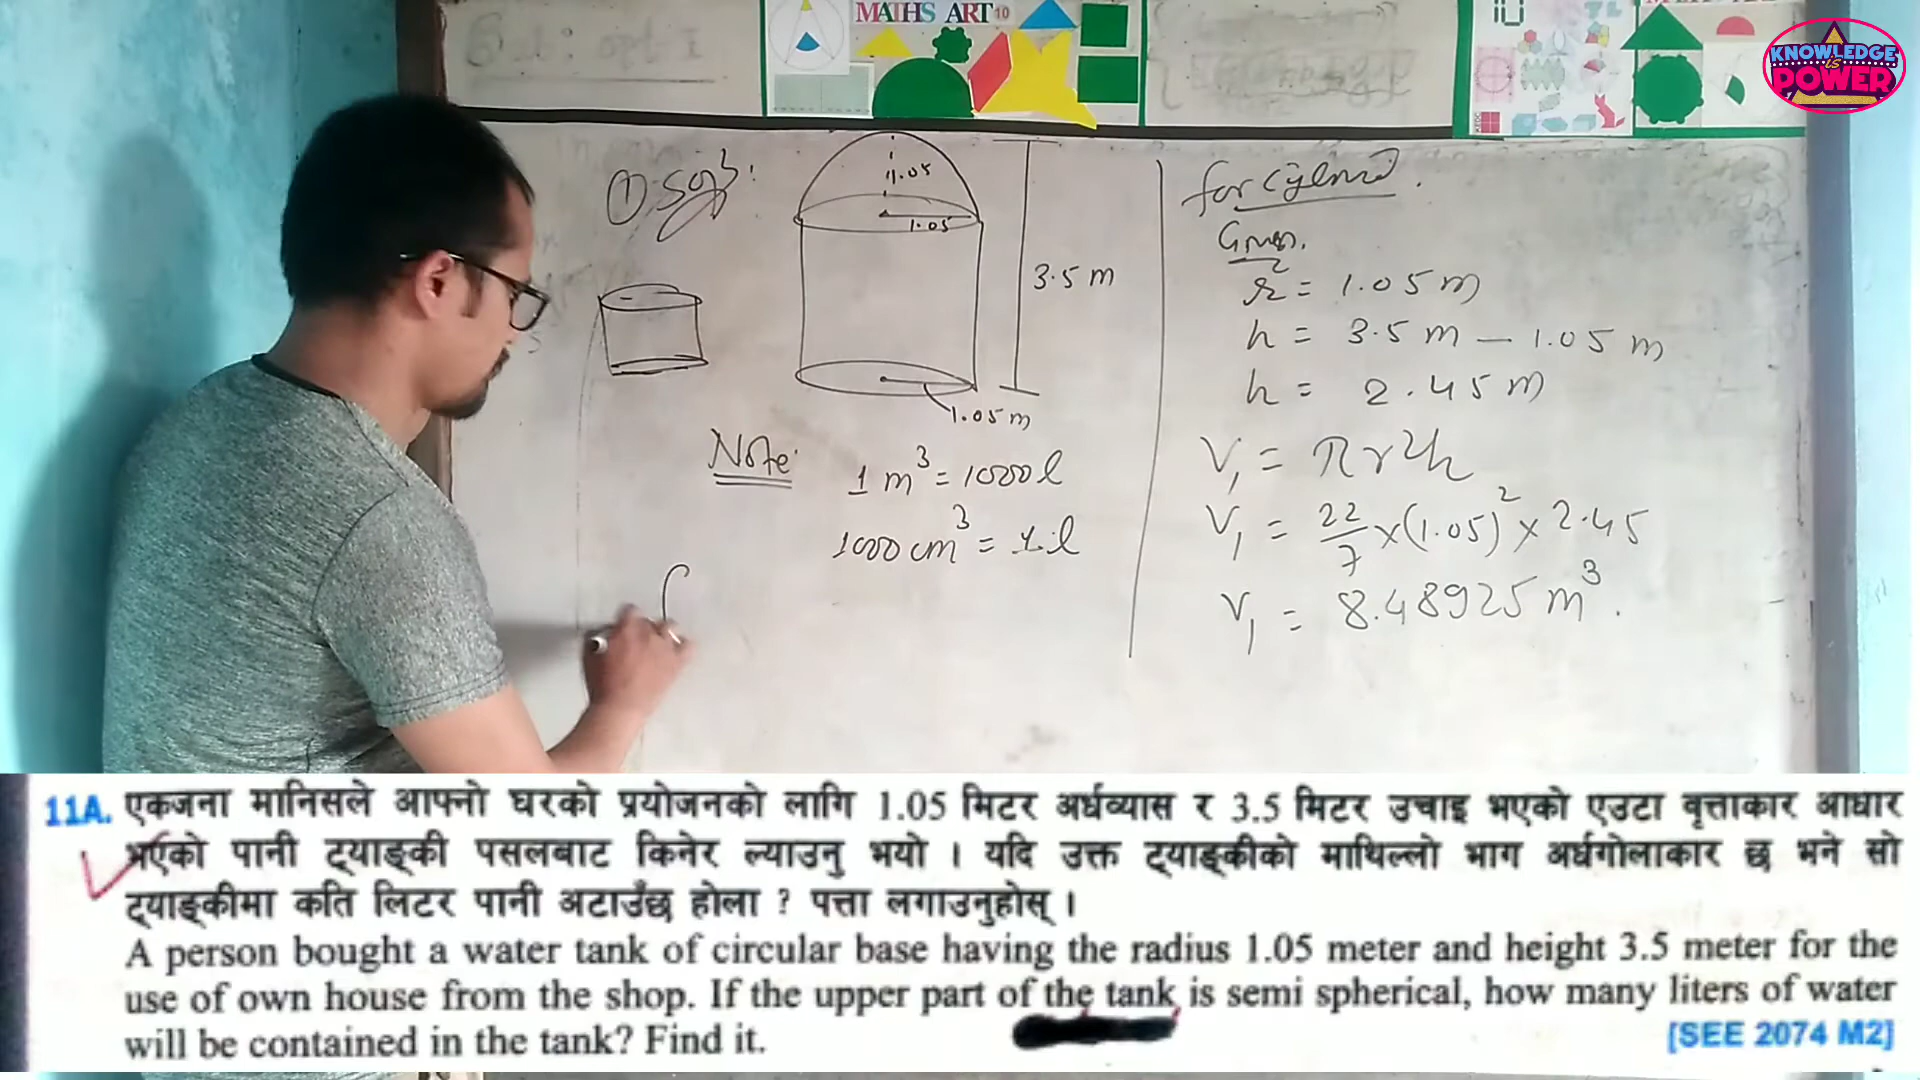 MATHS ART 10
KNOWLEDGE
is
POWER
① Solⁿ:
1.05
1.05
3.5 m
1.05 m
Note:
1 m³ = 1000 l
1000 cm³ = 1 l
Given,
r = 1.05 m
h = 3.5 m – 1.05 m
h = 2.45 m
V₁ = πr²h
V₁ = 22/7 × (1.05)² × 2.45
V₁ = 8.48925 m³.
11A. एकजना मानिसले आफ्नो घरको प्रयोजनको लागि 1.05 मिटर अर्धव्यास र 3.5 मिटर उचाइ भएको एउटा वृत्ताकार आधार
भएको पानी ट्याङ्की पसलबाट किनेर ल्याउनु भयो । यदि उक्त ट्याङ्कीको माथिल्लो भाग अर्धगोलाकार छ भने सो
ट्याङ्कीमा कति लिटर पानी अटाउँछ होला ? पत्ता लगाउनुहोस् ।
A person bought a water tank of circular base having the radius 1.05 meter and height 3.5 meter for the
use of own house from the shop. If the upper part of the tank is semi spherical, how many liters of water
will be contained in the tank? Find it.
[SEE 2074 M2]